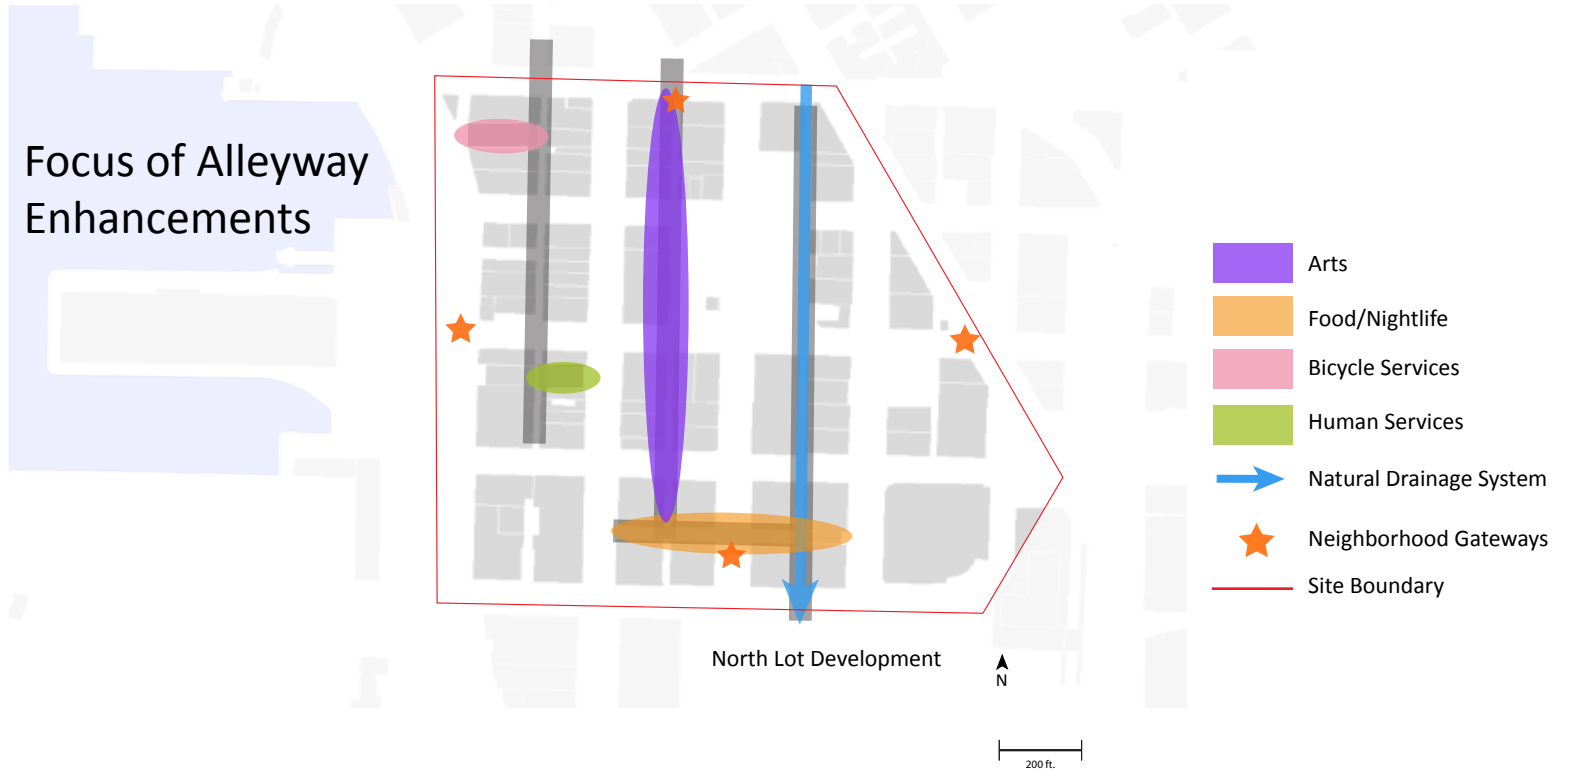 Focus of Alleyway
Enhancements
Arts
Food/Nightlife
Bicycle Services
Human Services
Natural Drainage System
Neighborhood Gateways
Site Boundary
North Lot Development
N
200 ft.